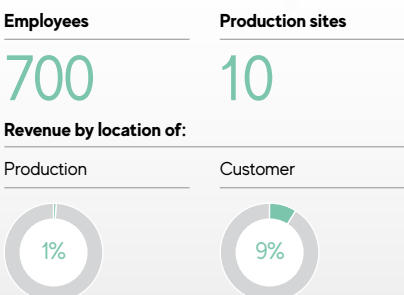 Employees
Production sites
700
10
Revenue by location of:
Production
Customer
1%
9%